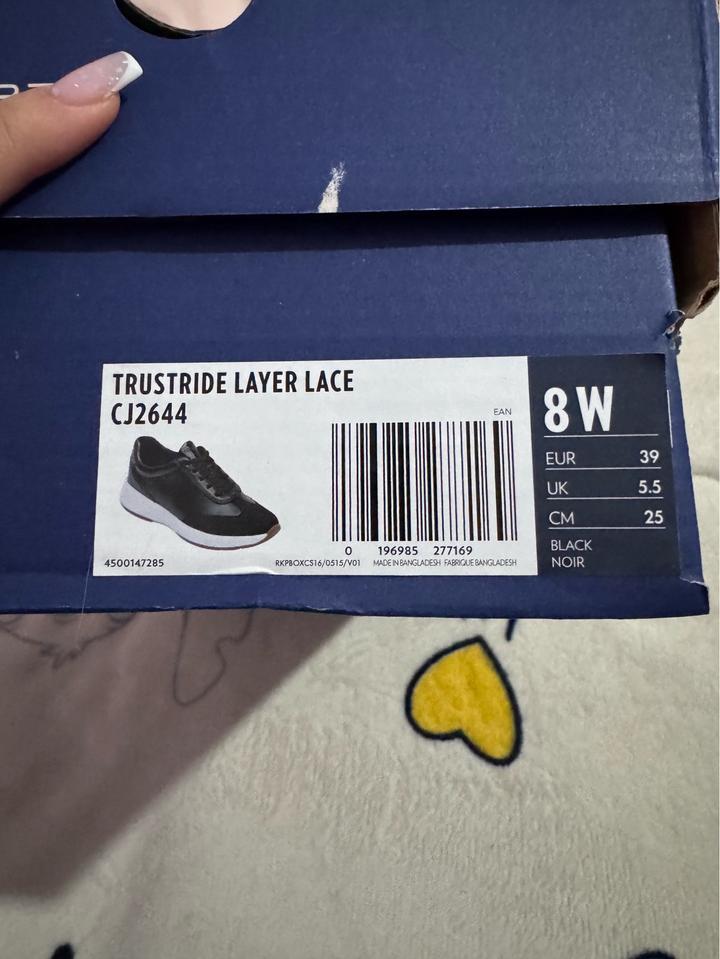 TRUSTRIDE LAYER LACE
CJ2644
EAN
0 196985 277169
4500147285
RKPBOXCS16/0515/V01
MADE IN BANGLADESH FABRIQUE BANGLADESH
8 W
EUR 39
UK 5.5
CM 25
BLACK
NOIR